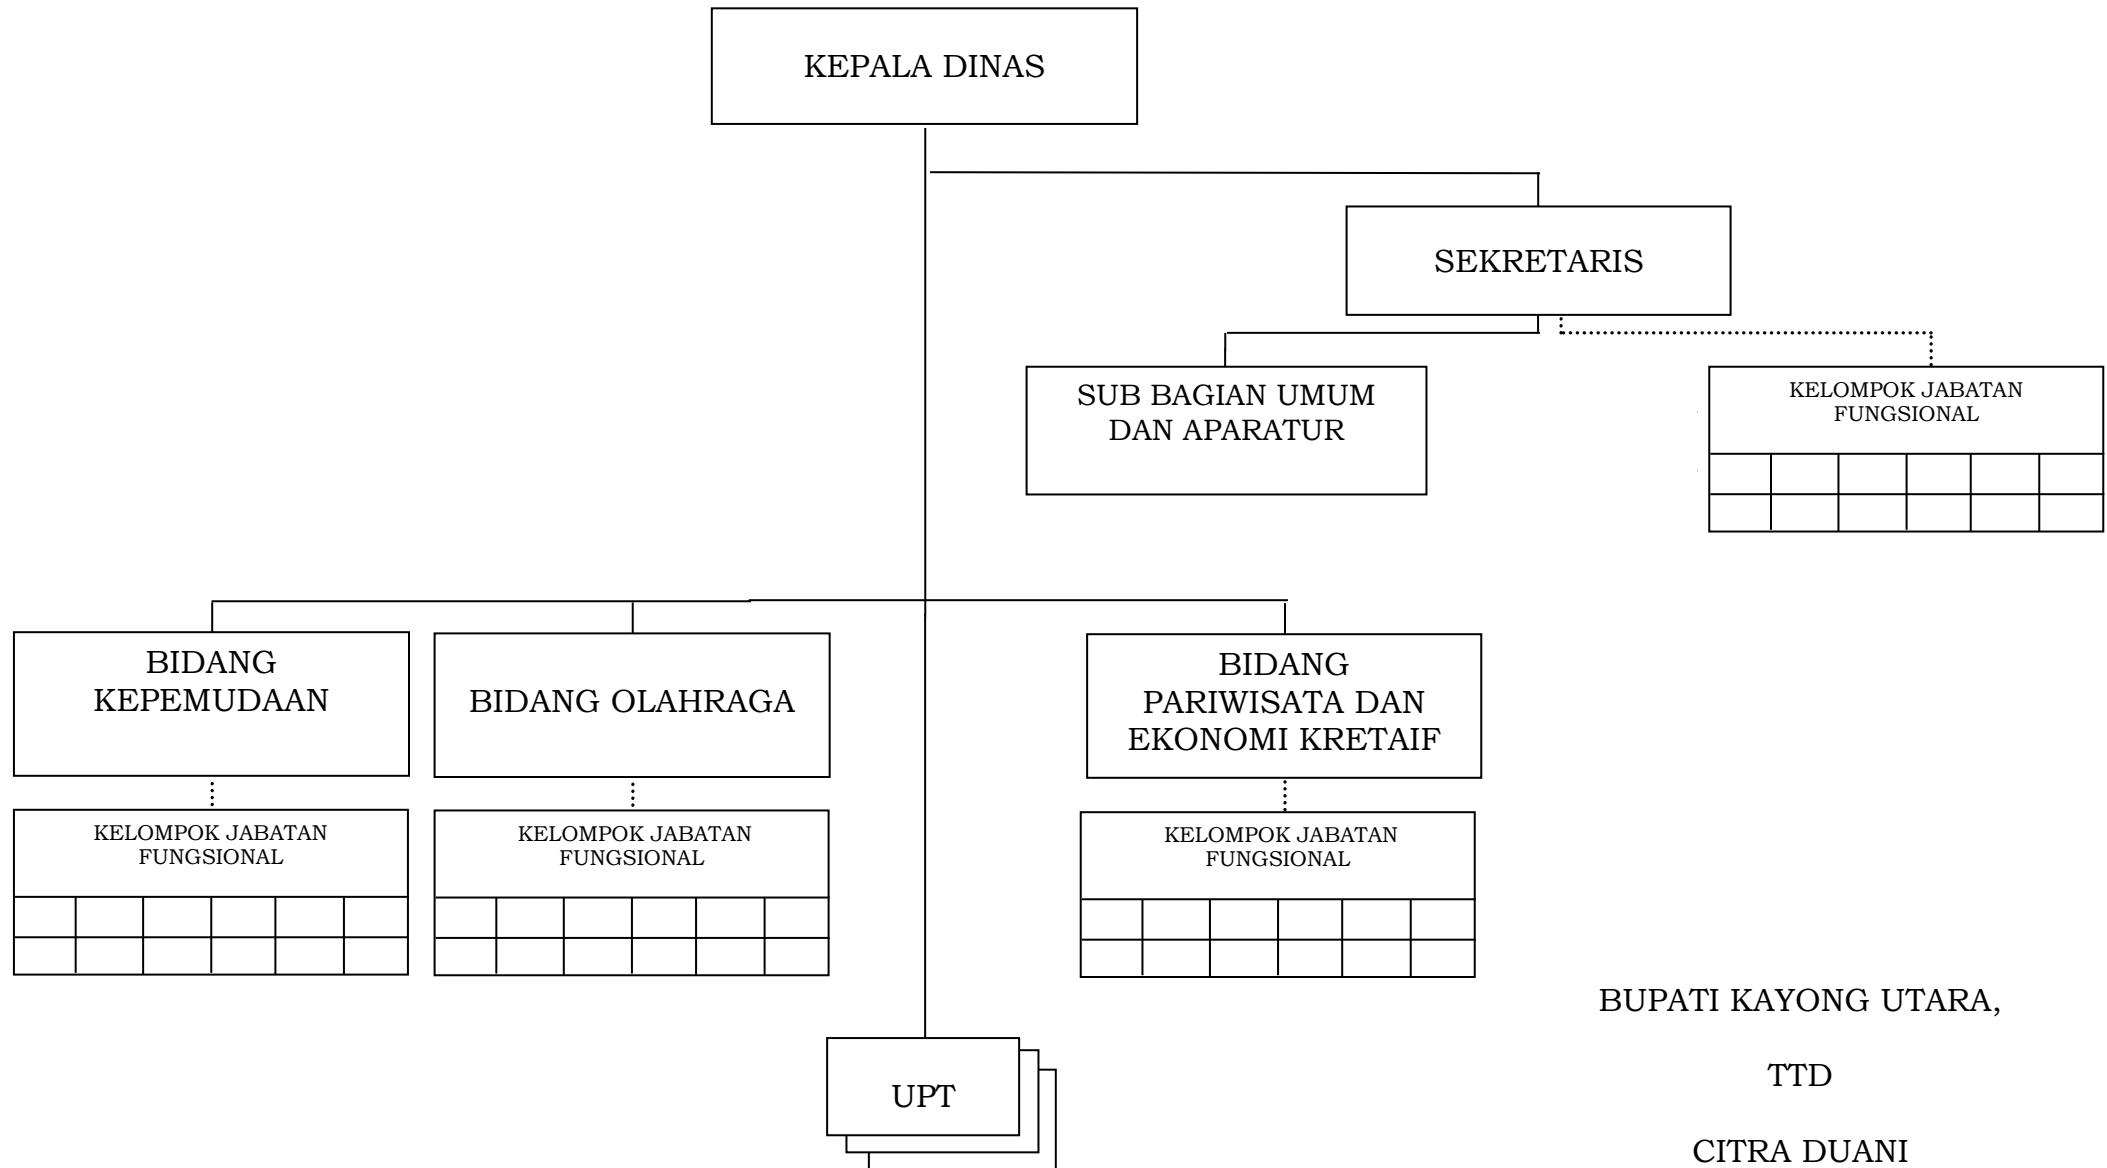 KEPALA DINAS
SEKRETARIS
SUB BAGIAN UMUM
DAN APARATUR
KELOMPOK JABATAN
FUNGSIONAL
BIDANG
KEPEMUDAAN
BIDANG OLAHRAGA
BIDANG
PARIWISATA DAN
EKONOMI KRETAIF
KELOMPOK JABATAN
FUNGSIONAL
KELOMPOK JABATAN
FUNGSIONAL
KELOMPOK JABATAN
FUNGSIONAL
UPT
BUPATI KAYONG UTARA,
TTD
CITRA DUANI